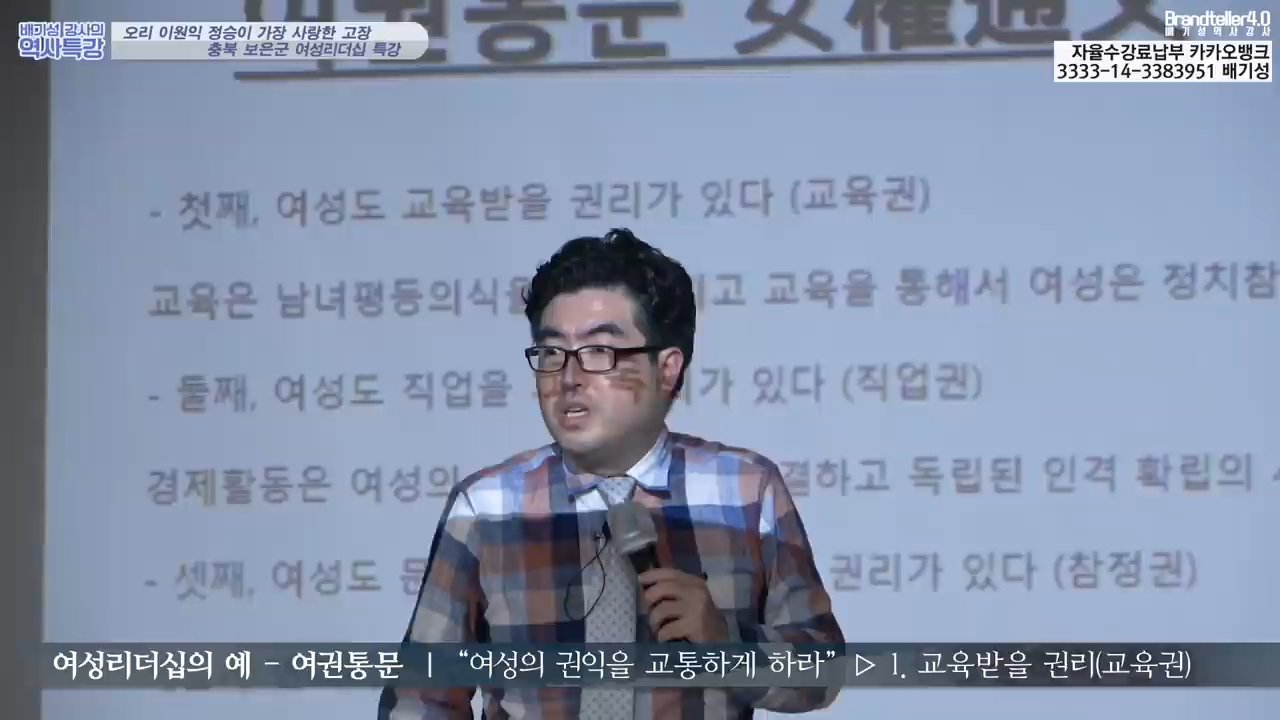 배기성 강사의
역사특강
오리 이원익 정승이 가장 사랑한 고장
충북 보은군 여성리더십 특강
Brandteller4.0
배기성역사강사
자율수강료납부 카카오뱅크
3333-14-3383951 배기성
여권통문 女權通文
- 첫째, 여성도 교육받을 권리가 있다 (교육권)
교육은 남녀평등의식을 고 교육을 통해서 여성은 정치참
- 둘째, 여성도 직업을 가 있다 (직업권)
경제활동은 여성의 결하고 독립된 인격 확립의
- 셋째, 여성도 권리가 있다 (참정권)
여성리더십의 예 - 여권통문 | “여성의 권익을 교통하게 하라” ▷ 1. 교육받을 권리(교육권)